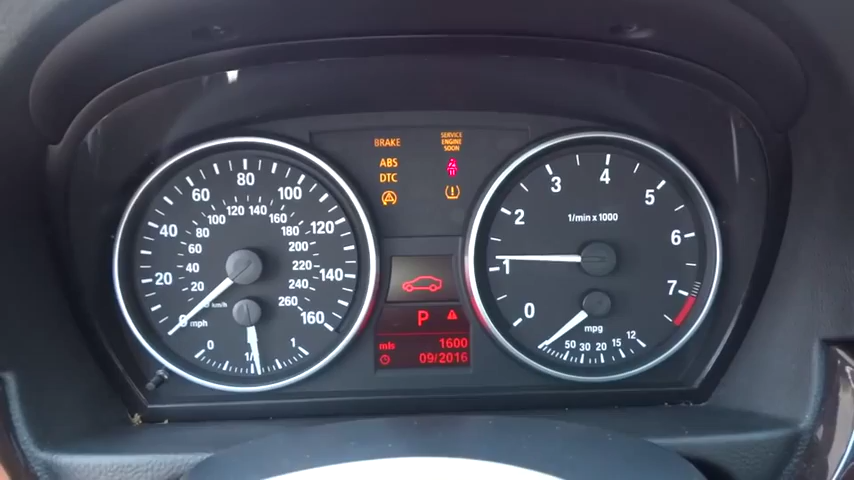 BRAKE
SERVICE
ENGINE
SOON
ABS
DTC
0 20 40 60 80 100 120 140 160
20 40 60 80 100 120 140 160 180 200 220 240 260
km/h
mph
0 1/ 1
0 1 2 3 4 5 6 7
1/min x 1000
mpg
50 30 20 15 12
P
mls 1600
09/2016